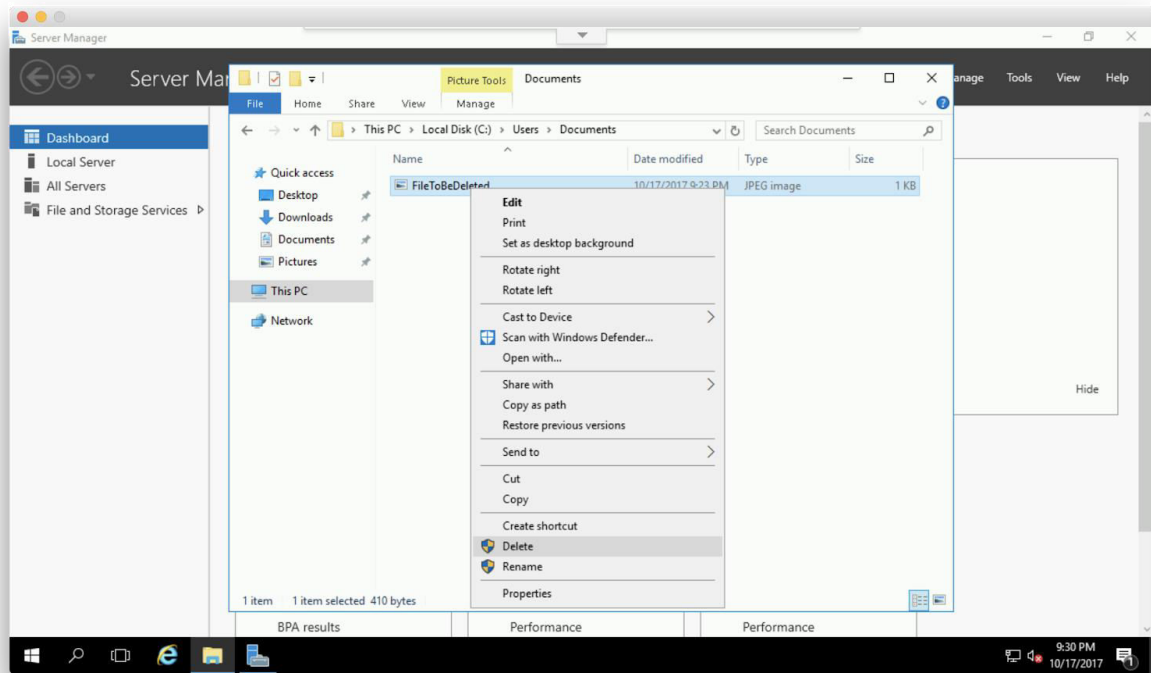 Server Manager
Server Mar
Manage
Tools
View
Help
Dashboard
Local Server
All Servers
File and Storage Services
Picture Tools
Documents
File
Home
Share
View
Manage
This PC > Local Disk (C:) > Users > Documents
Search Documents
Name
Date modified
Type
Size
Quick access
Desktop
Downloads
Documents
Pictures
This PC
Network
FileToBeDeleted
10/17/2017 9:23 PM
JPEG image
1 KB
Edit
Print
Set as desktop background
Rotate right
Rotate left
Cast to Device
Scan with Windows Defender...
Open with...
Share with
Copy as path
Restore previous versions
Send to
Cut
Copy
Create shortcut
Delete
Rename
Properties
1 item
1 item selected 410 bytes
Hide
BPA results
Performance
Performance
9:30 PM
10/17/2017
1